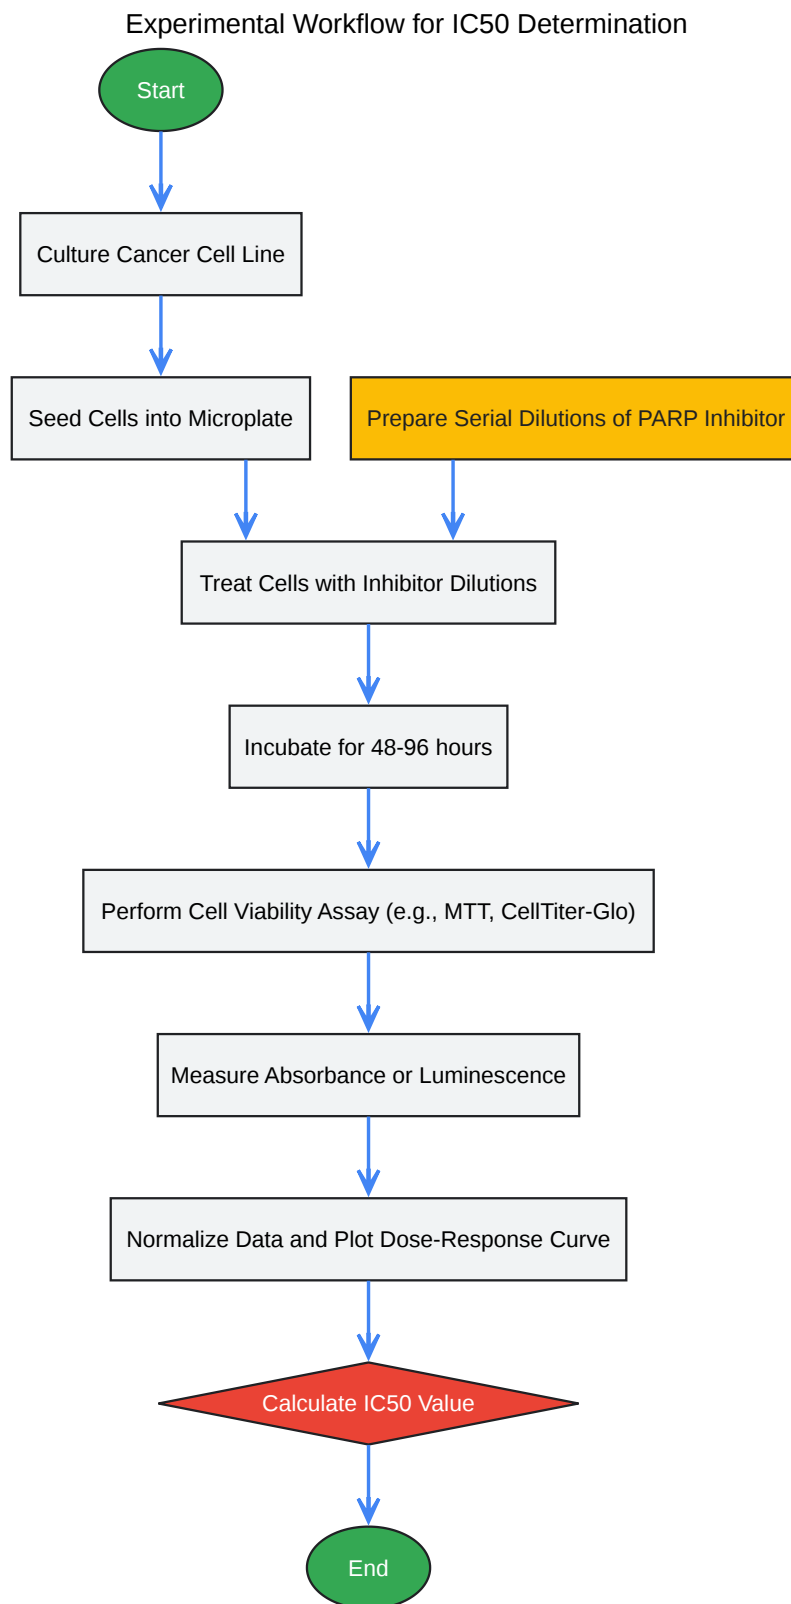 Experimental Workflow for IC50 Determination
Start
Culture Cancer Cell Line
Seed Cells into Microplate
Prepare Serial Dilutions of PARP Inhibitor
Treat Cells with Inhibitor Dilutions
Incubate for 48-96 hours
Perform Cell Viability Assay (e.g., MTT, CellTiter-Glo)
Measure Absorbance or Luminescence
Normalize Data and Plot Dose-Response Curve
Calculate IC50 Value
End